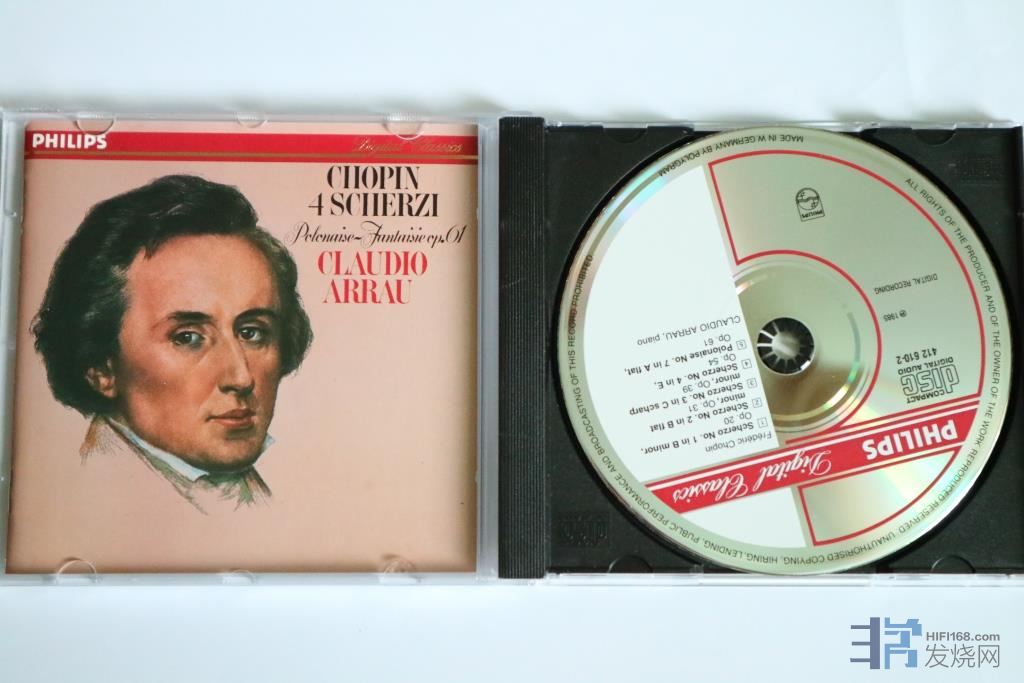 PHILIPS
Digital Classics
CHOPIN
4 SCHERZI
Polonaise~Fantaisie op.61
CLAUDIO
ARRAU
PHILIPS
Digital Classics
Frédéric Chopin
1 Scherzo No. 1 in B minor,
Op. 20
2 Scherzo No. 2 in B flat
minor, Op. 31
3 Scherzo No. 3 in C scharp
minor, Op. 39
4 Scherzo No. 4 in E,
Op. 54
5 Polonaise No. 7 in flat,
Op. 61
CLAUDIO ARRAU, piano
COMPACT
disc
DIGITAL AUDIO
412 610-2
℗ 1985
DIGITAL RECORDING
PHILIPS
MADE IN W. GERMANY BY POLYGRAM
ALL RIGHTS OF THE PRODUCER AND OF THE OWNER OF THE WORK REPRODUCED RESERVED. UNAUTHORISED COPYING, HIRING, LENDING, PUBLIC PERFORMANCE AND BROADCASTING OF THIS RECORD PROHIBITED
HIFI168.com
发烧网